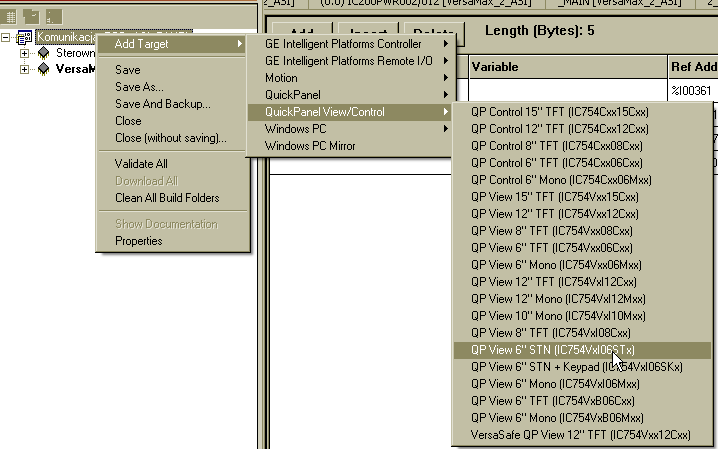 z_AS]
(0.0) IC200PWR002/012 [VersaMax_2_AS]
_MAIN [VersaMax_2_AS]
Add
Insert
Delete
Length (Bytes): 5
Komunikacja
Sterown
VersaM
Variable
Ref Add
%I00361
Add Target
Save
Save As...
Save And Backup...
Close
Close (without saving)...
Validate All
Download All
Clean All Build Folders
Show Documentation
Properties
GE Intelligent Platforms Controller
GE Intelligent Platforms Remote I/O
Motion
QuickPanel
QuickPanel View/Control
Windows PC
Windows PC Mirror
QP Control 15" TFT (IC754Cxx15Cxx)
QP Control 12" TFT (IC754Cxx12Cxx)
QP Control 8" TFT (IC754Cxx08Cxx)
QP Control 6" TFT (IC754Cxx06Cxx)
QP Control 6" Mono (IC754Cxx06Mxx)
QP View 15" TFT (IC754Vxx15Cxx)
QP View 12" TFT (IC754Vxx12Cxx)
QP View 8" TFT (IC754Vxx08Cxx)
QP View 6" TFT (IC754Vxx06Cxx)
QP View 6" Mono (IC754Vxx06Mxx)
QP View 12" TFT (IC754VxI12Cxx)
QP View 12" Mono (IC754VxI12Mxx)
QP View 10" Mono (IC754VxI10Mxx)
QP View 8" TFT (IC754VxI08Cxx)
QP View 6" STN (IC754VxI06STx)
QP View 6" STN + Keypad (IC754VxI06SKx)
QP View 6" Mono (IC754VxI06Mxx)
QP View 6" TFT (IC754VxB06Cxx)
QP View 6" Mono (IC754VxB06Mxx)
VersaSafe QP View 12" TFT (IC754Vxx12Cxx)